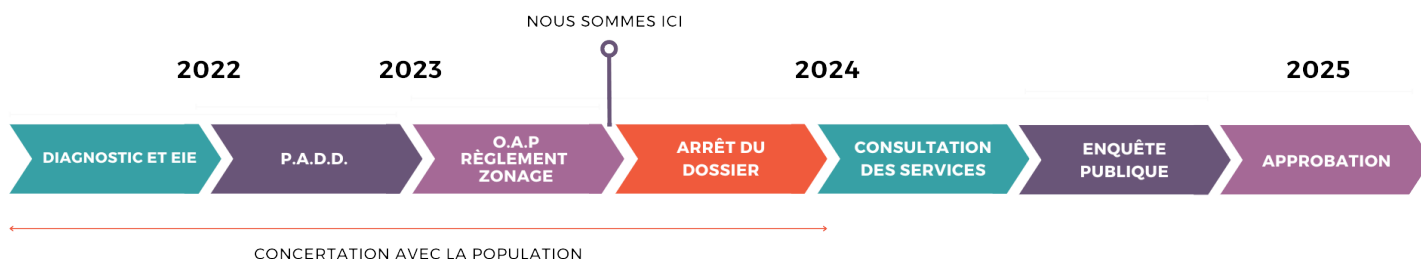 NOUS SOMMES ICI
2022
2023
2024
2025
DIAGNOSTIC ET EIE
P.A.D.D.
O.A.P
RÈGLEMENT
ZONAGE
ARRÊT DU
DOSSIER
CONSULTATION
DES SERVICES
ENQUÊTE
PUBLIQUE
APPROBATION
CONCERTATION AVEC LA POPULATION